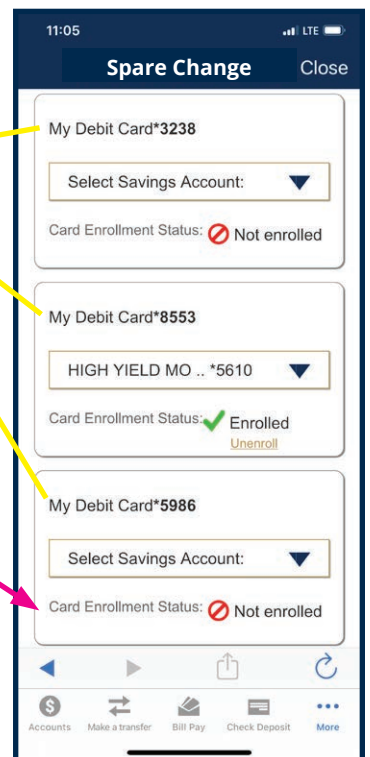 11:05 LTE
Spare Change Close
My Debit Card*3238
Select Savings Account:
Card Enrollment Status: Not enrolled
My Debit Card*8553
HIGH YIELD MO .. *5610
Card Enrollment Status: Enrolled
Unenroll
My Debit Card*5986
Select Savings Account:
Card Enrollment Status: Not enrolled
$
Accounts Make a transfer Bill Pay Check Deposit More